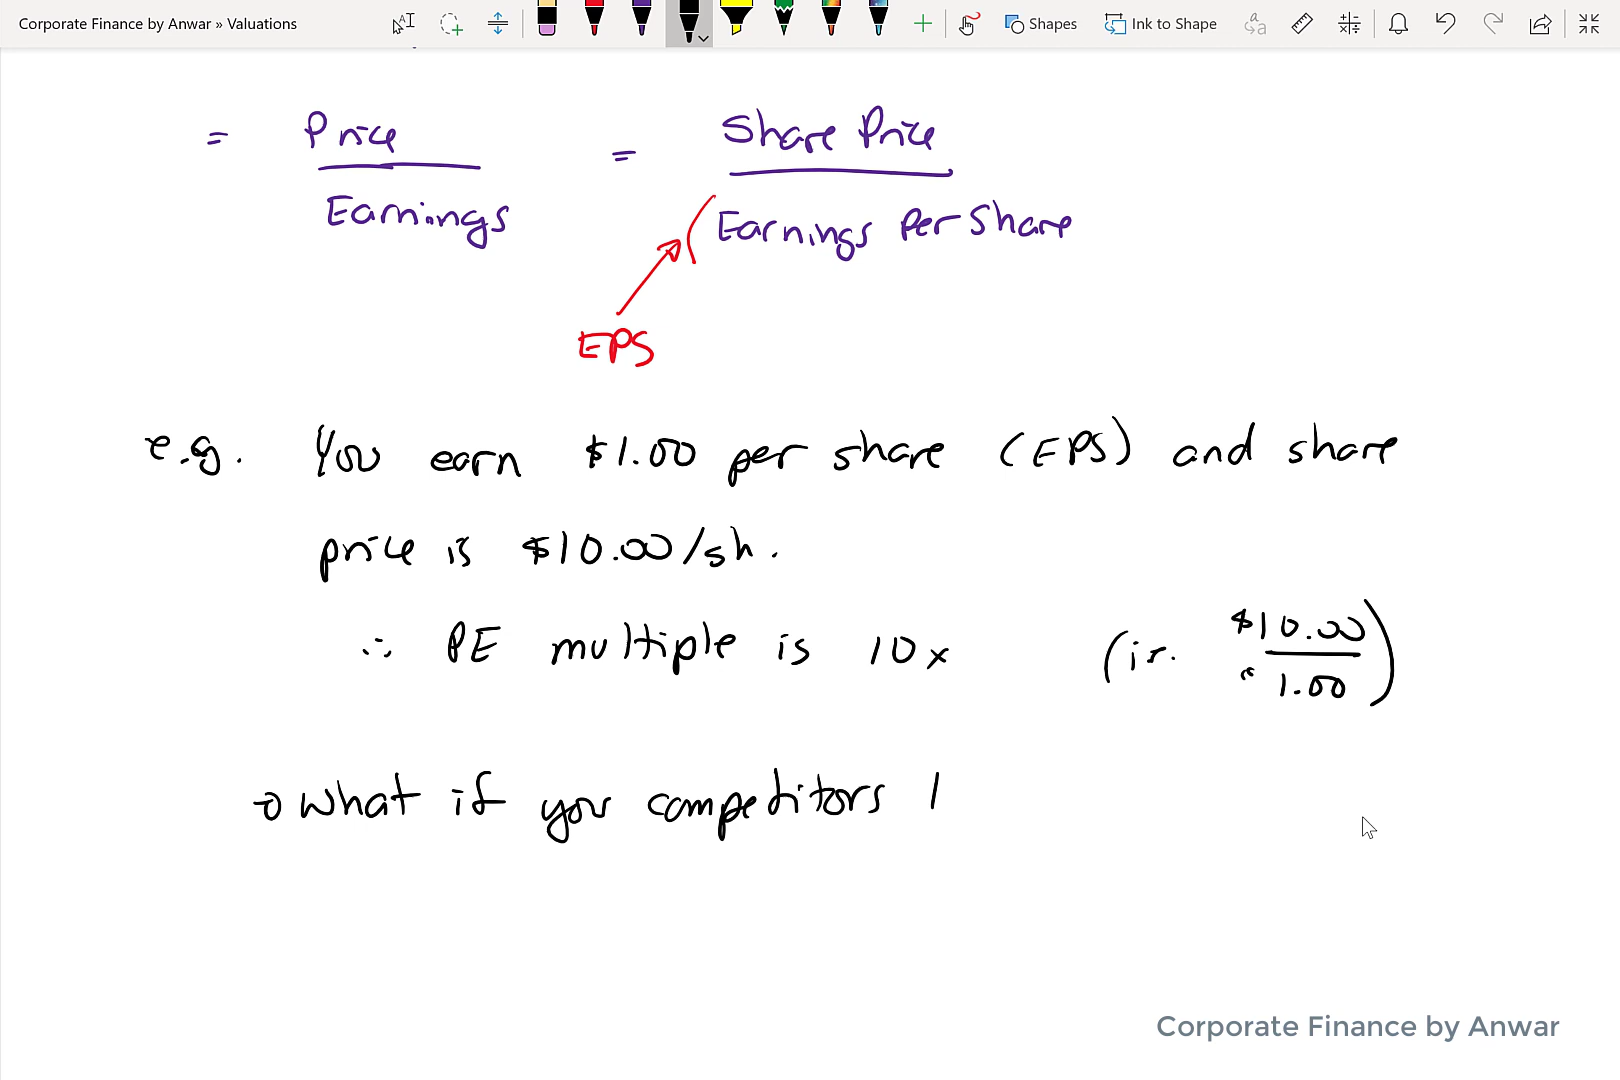 Corporate Finance by Anwar » Valuations
Shapes
Ink to Shape
= Price / Earnings = Share Price / Earnings Per Share
EPS
e.g. You earn $1.00 per share (EPS) and share
price is $10.00/sh.
∴ PE multiple is 10x (ie. $10.00 / 1.00)
What if you competitors
Corporate Finance by Anwar